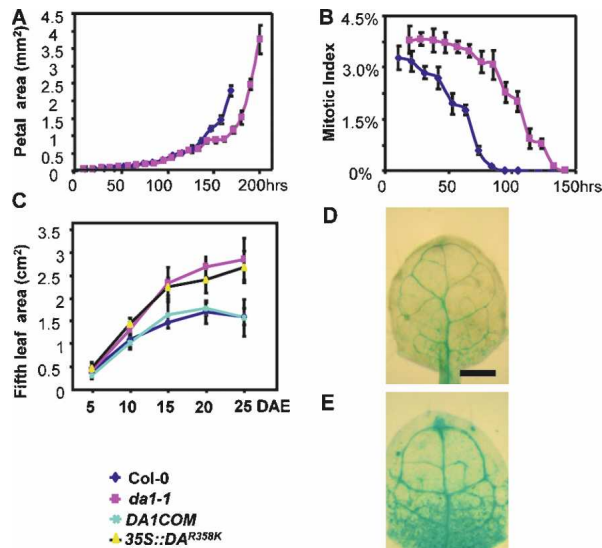 A
Petal area (mm²)
4.5
4
3.5
3
2.5
2
1.5
1
0.5
0
0
50
100
150
200hrs
B
Mitotic Index
4.5%
3.0%
1.5%
0%
0
50
100
150hrs
C
Fifth leaf area (cm²)
3.5
3
2.5
2
1.5
1
0.5
0
5
10
15
20
25 DAE
D
E
Col-0
da1-1
DA1COM
35S::DA^R358K